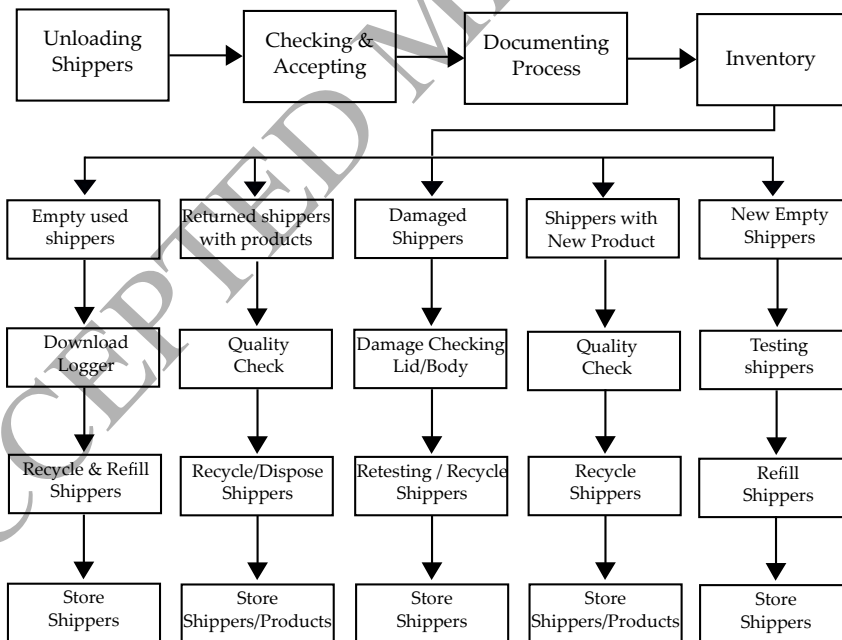 Unloading
Shippers
Checking &
Accepting
Documenting
Process
Inventory
Empty used
shippers
Returned shippers
with products
Damaged
Shippers
Shippers with
New Product
New Empty
Shippers
Download
Logger
Quality
Check
Damage Checking
Lid/Body
Quality
Check
Testing
shippers
Recycle & Refill
Shippers
Recycle/Dispose
Shippers
Retesting / Recycle
Shippers
Recycle
Shippers
Refill
Shippers
Store
Shippers
Store
Shippers/Products
Store
Shippers
Store
Shippers/Products
Store
Shippers
CCEPTED M